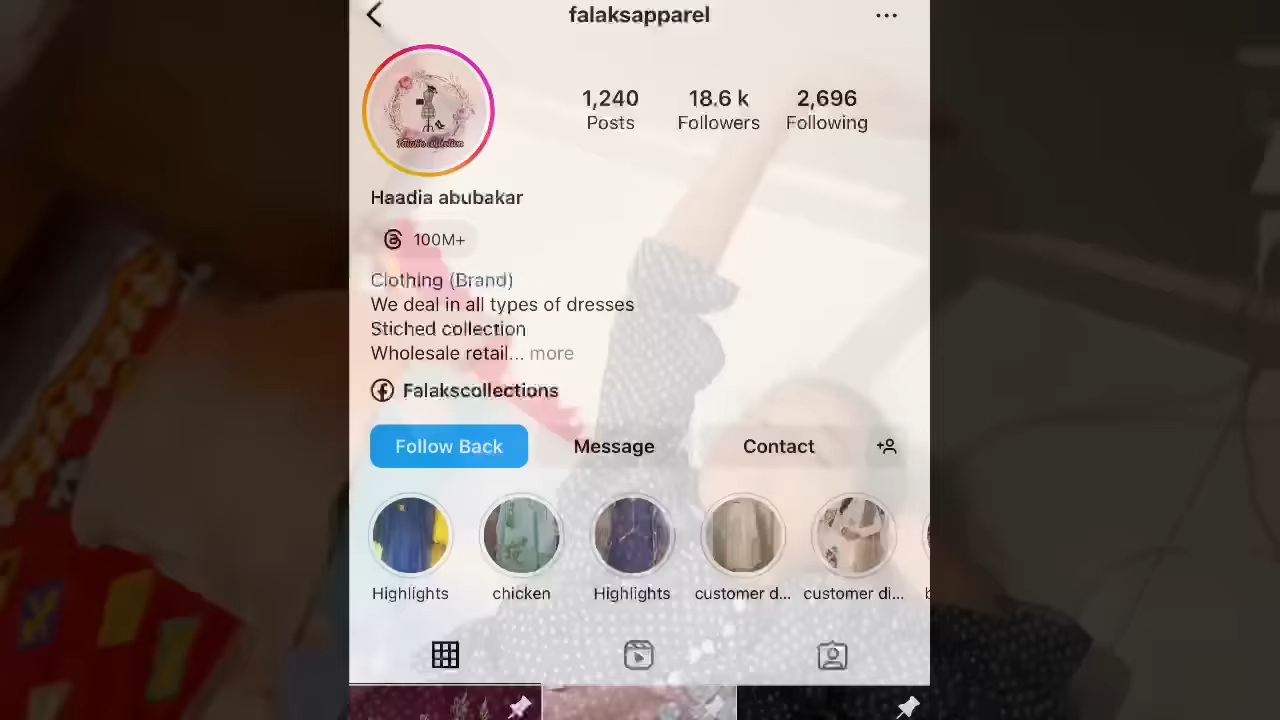 falaksapparel
1,240 18.6 k 2,696
Posts Followers Following
Haadia abubakar
100M+
Clothing (Brand)
We deal in all types of dresses
Stiched collection
Wholesale retail... more
Falakscollections
Follow Back Message Contact
Highlights chicken Highlights customer d... customer di...